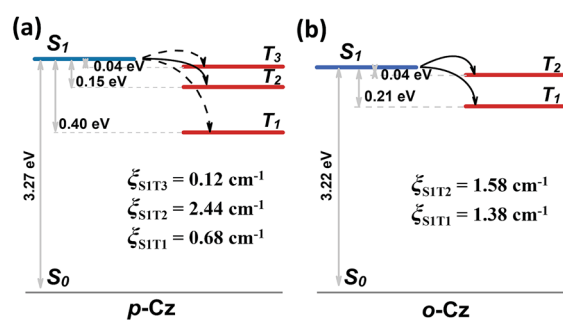 (a)
S1
T3
0.04 eV
T2
0.15 eV
T1
0.40 eV
3.27 eV
ξS1T3 = 0.12 cm-1
ξS1T2 = 2.44 cm-1
ξS1T1 = 0.68 cm-1
S0
p-Cz
(b)
S1
T2
0.04 eV
T1
0.21 eV
3.22 eV
ξS1T2 = 1.58 cm-1
ξS1T1 = 1.38 cm-1
S0
o-Cz